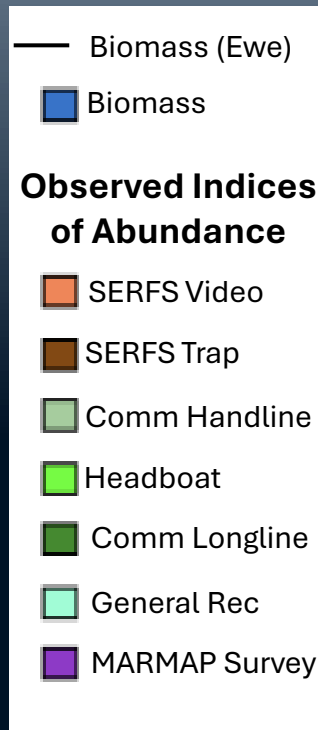 Biomass (Ewe)
Biomass
Observed Indices
of Abundance
SERFS Video
SERFS Trap
Comm Handline
Headboat
Comm Longline
General Rec
MARMAP Survey